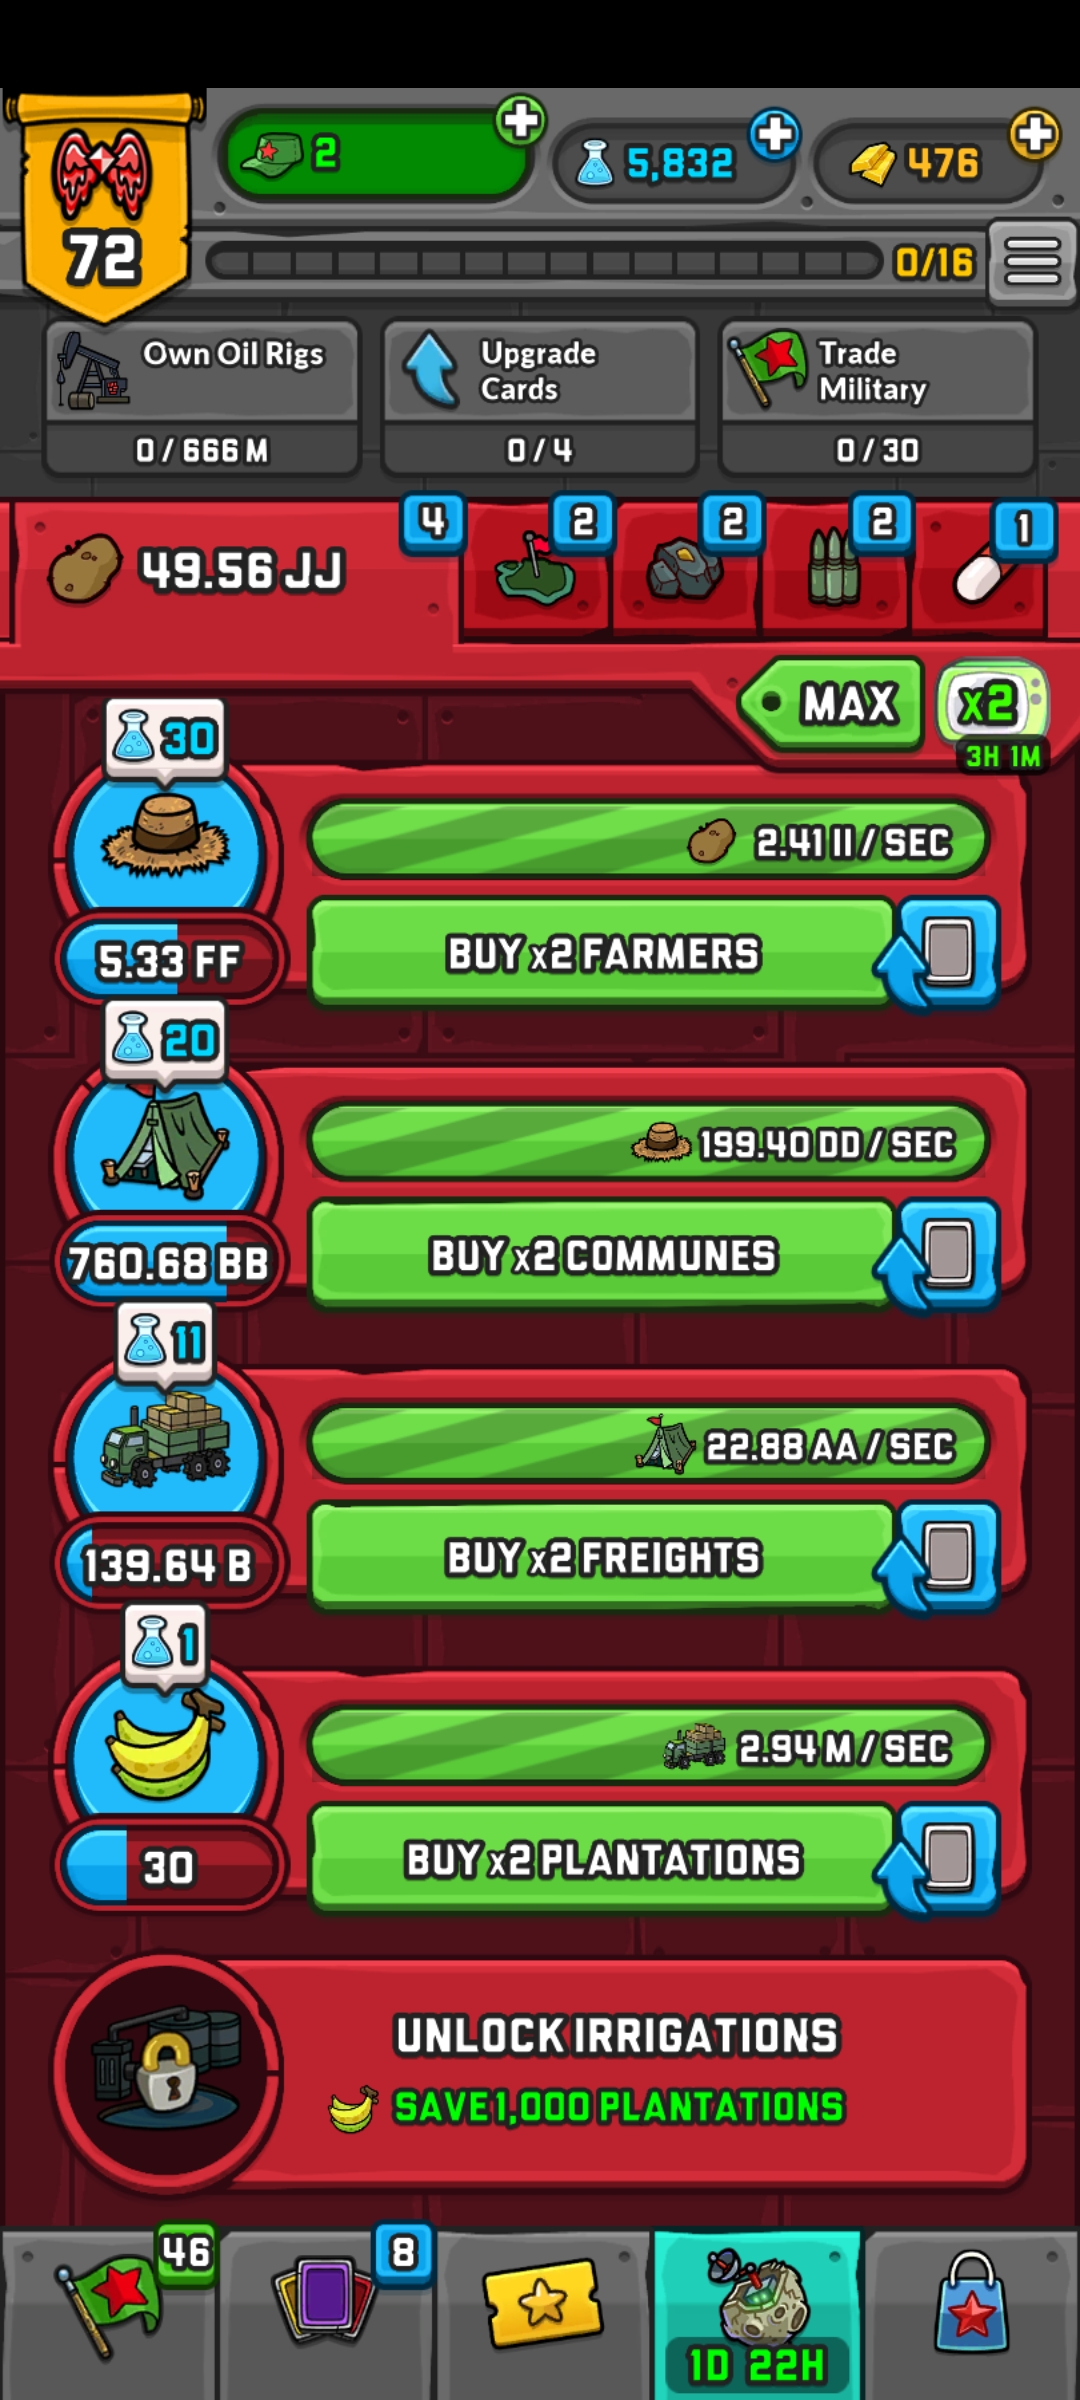 72
2
5,832
476
0/16
Own Oil Rigs
0 / 666 M
Upgrade
Cards
0 / 4
Trade
Military
0 / 30
49.56 JJ
4
2
2
2
1
MAX
x2
3H 1M
30
2.41 II / SEC
5.33 FF
BUY x2 FARMERS
20
199.40 DD / SEC
760.68 BB
BUY x2 COMMUNES
11
22.88 AA / SEC
139.64 B
BUY x2 FREIGHTS
1
2.94 M / SEC
30
BUY x2 PLANTATIONS
UNLOCK IRRIGATIONS
SAVE 1,000 PLANTATIONS
46
8
1D 22H